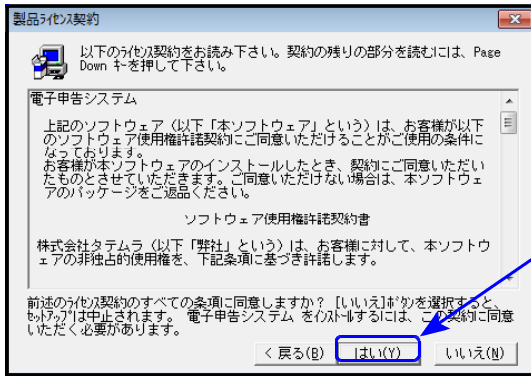 製品ﾗｲｾﾝｽ契約
以下のﾗｲｾﾝｽ契約をお読み下さい。契約の残りの部分を読むには、Page
Down キーを押して下さい。
電子申告システム
上記のソフトウェア（以下「本ソフトウェア」という）は、お客様が以下
のソフトウェア使用権許諾契約にご同意いただけることがご使用の条件に
なっております。
お客様が本ソフトウェアのインストールしたとき、契約にご同意いただい
たものとさせていただきます。ご同意いただけない場合は、本ソフトウェ
アのパッケージをご返品ください。
ソフトウェア使用権許諾契約書
株式会社タテムラ（以下「弊社」という）は、お客様に対して、本ソフトウ
ェアの非独占的使用権を、下記条項に基づき許諾します。
前述のﾗｲｾﾝｽ契約のすべての条項に同意しますか？ [いいえ]ﾎﾞﾀﾝを選択すると、
ｾｯﾄｱｯﾌﾟは中止されます。 電子申告システム をｲﾝｽﾄｰﾙするには、この契約に同意
いただく必要があります。
< 戻る(B) はい(Y) いいえ(N)